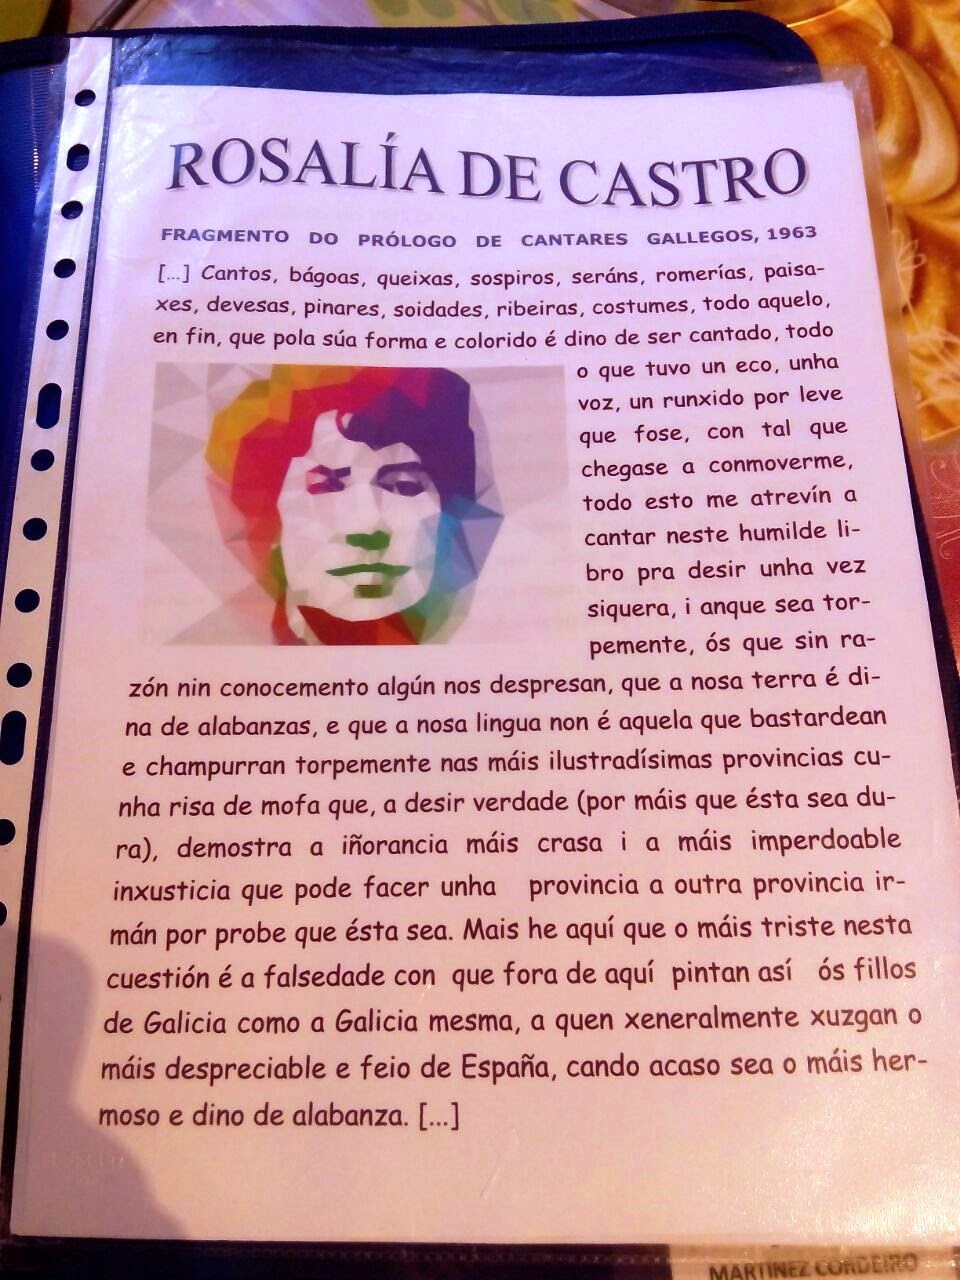 ROSALÍA DE CASTRO
FRAGMENTO DO PRÓLOGO DE CANTARES GALLEGOS, 1963
[...] Cantos, bágoas, queixas, sospiros, seráns, romerías, paisa-
xes, devesas, pinares, soidades, ribeiras, costumes, todo aquelo,
en fin, que pola súa forma e colorido é dino de ser cantado, todo
o que tuvo un eco, unha
voz, un runxido por leve
que fose, con tal que
chegase a conmoverme,
todo esto me atrevín a
cantar neste humilde li-
bro pra desir unha vez
siquera, i anque sea tor-
pemente, ós que sin ra-
zón nin conocemento algún nos despresan, que a nosa terra é di-
na de alabanzas, e que a nosa lingua non é aquela que bastardean
e champurran torpemente nas máis ilustradísimas provincias cu-
nha risa de mofa que, a desir verdade (por máis que ésta sea du-
ra), demostra a iñorancia máis crasa i a máis imperdoable
inxusticia que pode facer unha provincia a outra provincia ir-
mán por probe que ésta sea. Mais he aquí que o máis triste nesta
cuestión é a falsedade con que fora de aquí pintan así ós fillos
de Galicia como a Galicia mesma, a quen xeneralmente xuzgan o
máis despreciable e feio de España, cando acaso sea o máis her-
moso e dino de alabanza. [...]
MARTINEZ CORDEIRO